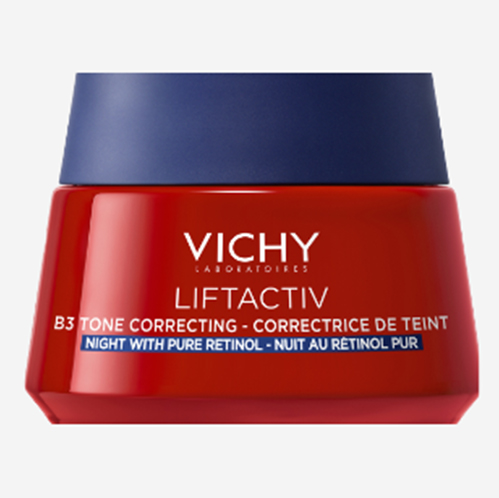 VICHY
LABORATOIRES
LIFTACTIV
B3 TONE CORRECTING - CORRECTRICE DE TEINT
NIGHT WITH PURE RETINOL - NUIT AU RÉTINOL PUR